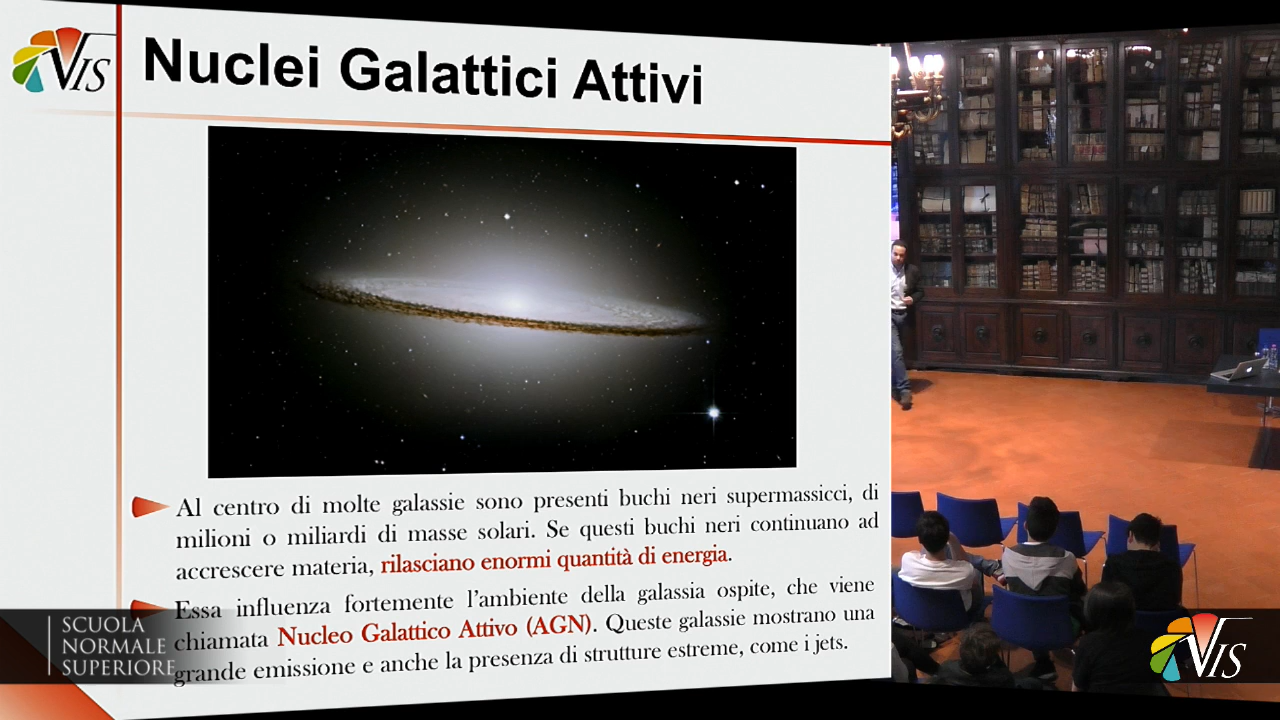 VIS
Nuclei Galattici Attivi
Al centro di molte galassie sono presenti buchi neri supermassicci, di
milioni o miliardi di masse solari. Se questi buchi neri continuano ad
accrescere materia, rilasciano enormi quantità di energia.
Essa influenza fortemente l'ambiente della galassia ospite, che viene
chiamata Nucleo Galattico Attivo (AGN). Queste galassie mostrano una
grande emissione e anche la presenza di strutture estreme, come i jets.
SCUOLA
NORMALE
SUPERIORE
VIS